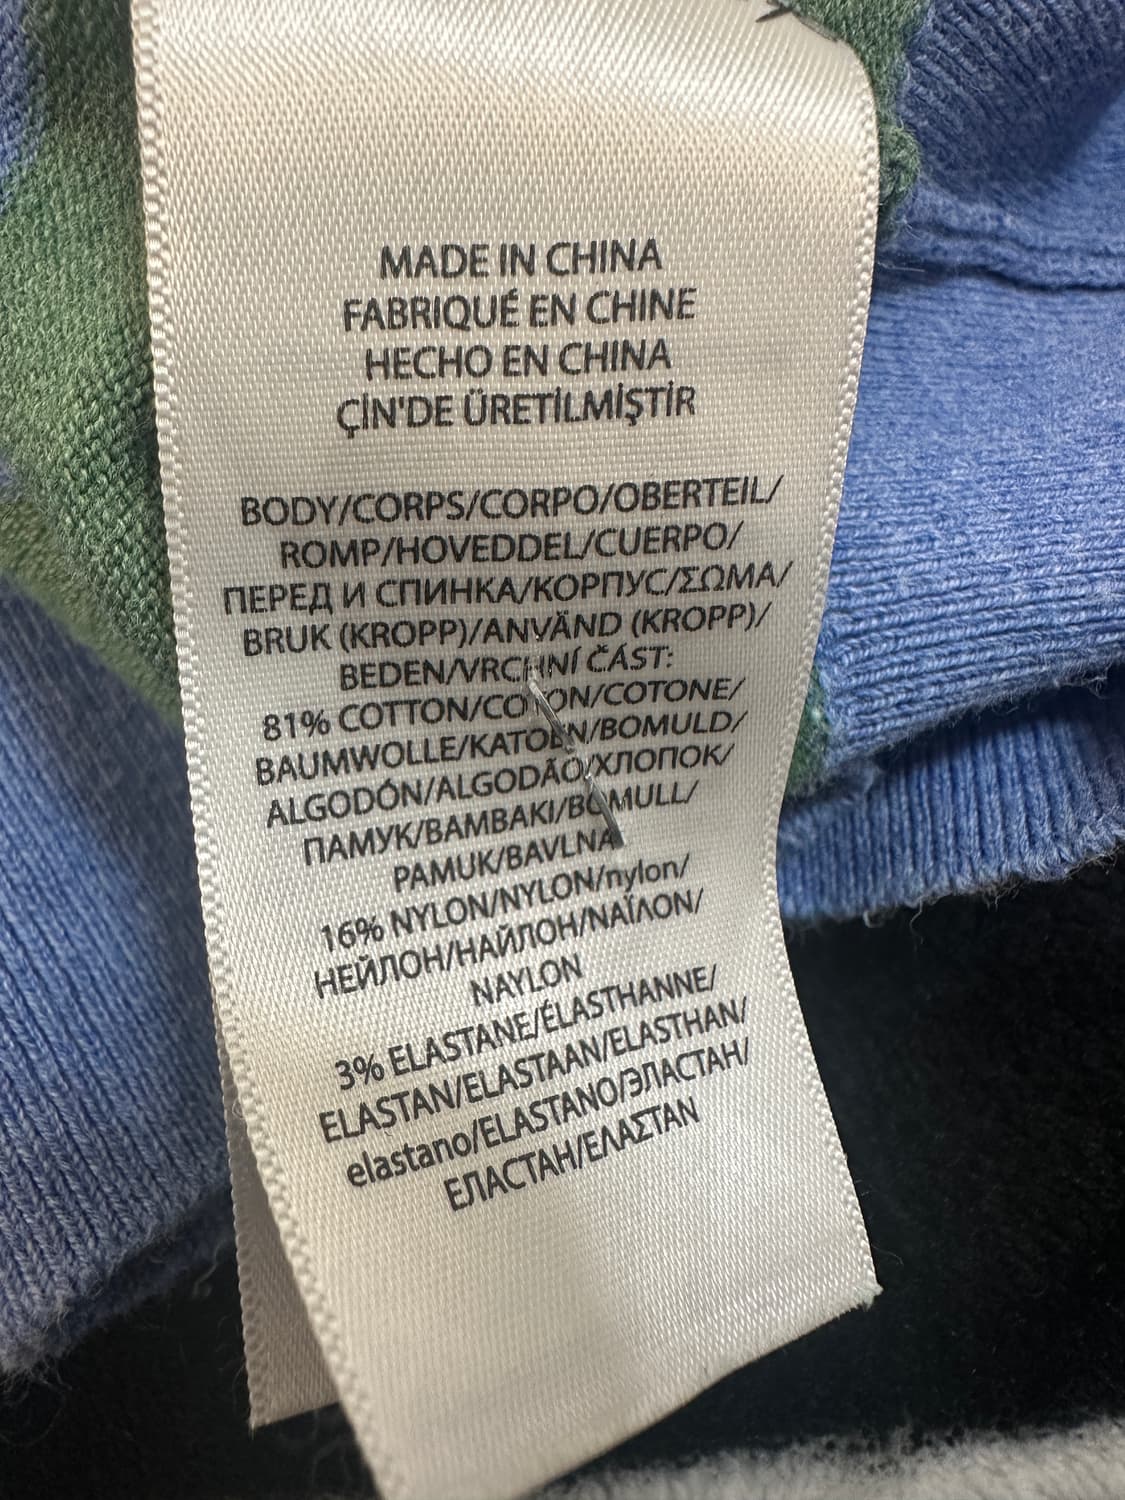 MADE IN CHINA
FABRIQUÉ EN CHINE
HECHO EN CHINA
ÇİN'DE ÜRETİLMİŞTİR
BODY/CORPS/CORPO/OBERTEIL/
ROMP/HOVEDDEL/CUERPO/
ПЕРЕД И СПИНКА/КОРПУС/ΣΩΜΑ/
BRUK (KROPP)/ANVÄND (KROPP)/
BEDEN/VRCHNÍ ČÁST:
81% COTTON/COTON/COTONE/
BAUMWOLLE/KATOEN/BOMULD/
ALGODÓN/ALGODÃO/ХЛОПОК/
ПАМУК/ΒΑΜΒΑΚΙ/BOMULL/
PAMUK/BAVLNA
16% NYLON/NYLON/nylon/
НЕЙЛОН/НАЙЛОН/ΝΑΪΛΟΝ/
NAYLON
3% ELASTANE/ÉLASTHANNE/
ELASTAN/ELASTAAN/ELASTHAN/
elastano/ELASTANO/ЭЛАСТАН/
ЕЛАСТАН/ΕΛΑΣΤΑΝ